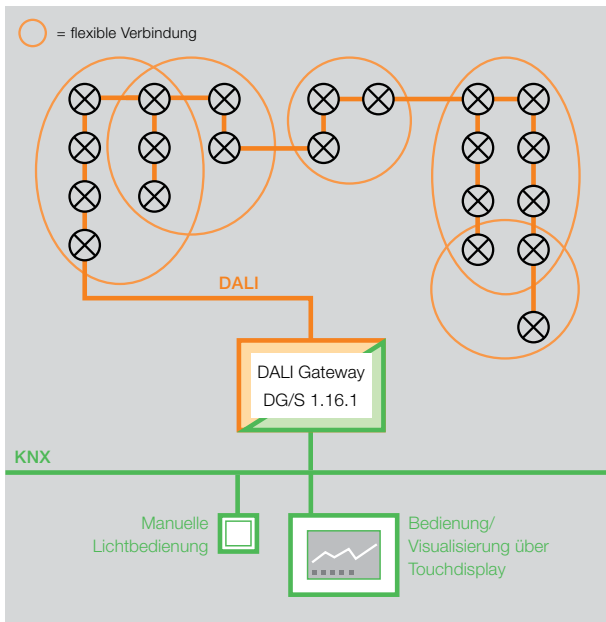 = flexible Verbindung
DALI
DALI Gateway
DG/S 1.16.1
KNX
Manuelle
Lichtbedienung
Bedienung/
Visualisierung über
Touchdisplay